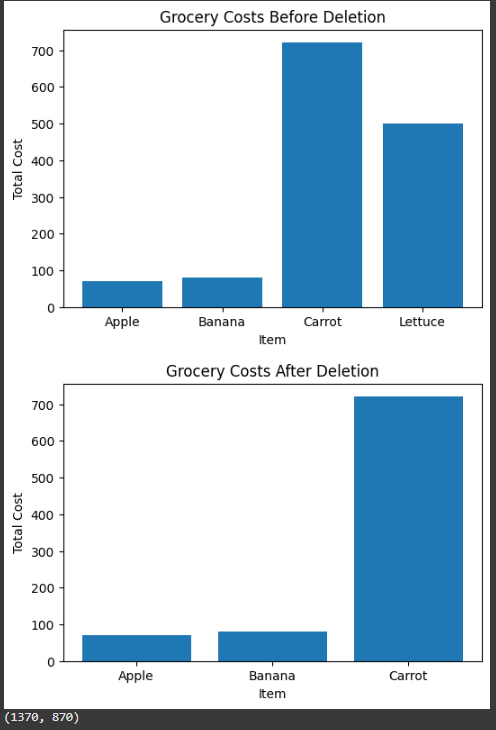 Grocery Costs Before Deletion
700
600
500
400
300
200
100
0
Total Cost
Apple Banana Carrot Lettuce
Item
Grocery Costs After Deletion
700
600
500
400
300
200
100
0
Total Cost
Apple Banana Carrot
Item
(1370, 870)